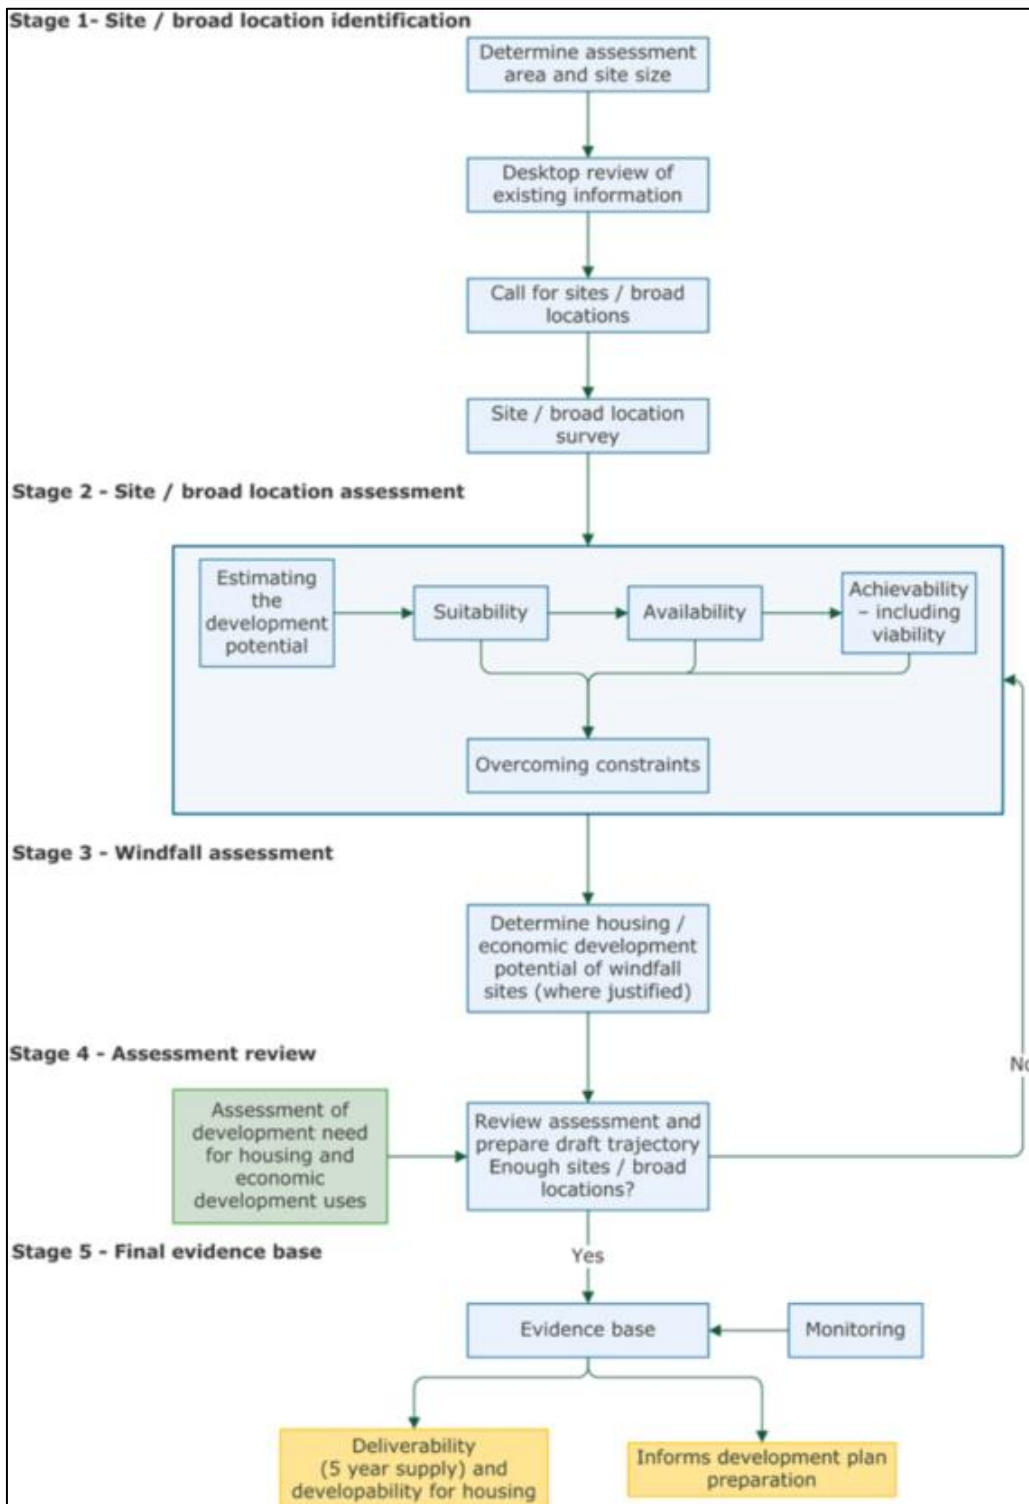 Stage 1- Site / broad location identification
Determine assessment
area and site size
Desktop review of
existing information
Call for sites / broad
locations
Site / broad location
survey
Stage 2 - Site / broad location assessment
Estimating
the
development
potential
Suitability
Availability
Achievability
– including
viability
Overcoming constraints
Stage 3 - Windfall assessment
Determine housing /
economic development
potential of windfall
sites (where justified)
Stage 4 - Assessment review
No
Assessment of
development need
for housing and
economic
development uses
Review assessment and
prepare draft trajectory
Enough sites / broad
locations?
Stage 5 - Final evidence base
Yes
Evidence base
Monitoring
Deliverability
(5 year supply) and
developability for housing
Informs development plan
preparation